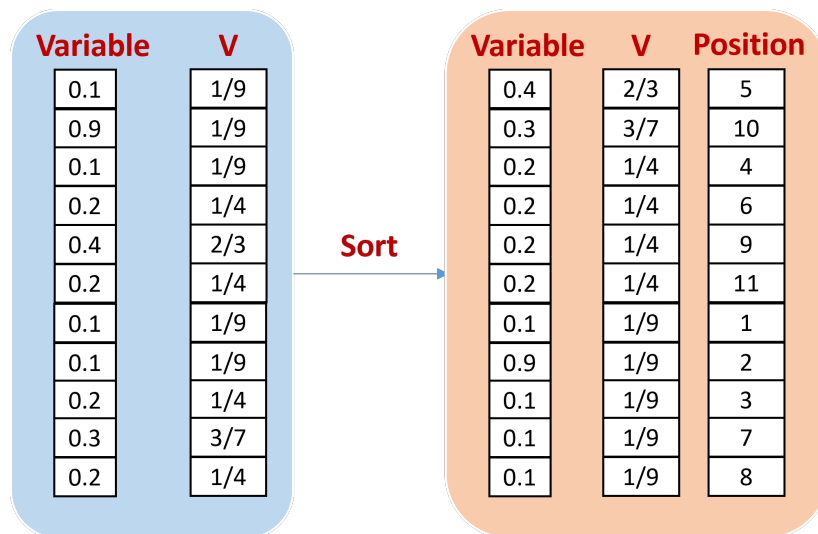 Variable V Variable V Position
0.1 1/9 0.4 2/3 5
0.9 1/9 0.3 3/7 10
0.1 1/9 0.2 1/4 4
0.2 1/4 0.2 1/4 6
0.4 2/3 Sort 0.2 1/4 9
0.2 1/4 0.2 1/4 11
0.1 1/9 0.1 1/9 1
0.1 1/9 0.9 1/9 2
0.2 1/4 0.1 1/9 3
0.3 3/7 0.1 1/9 7
0.2 1/4 0.1 1/9 8